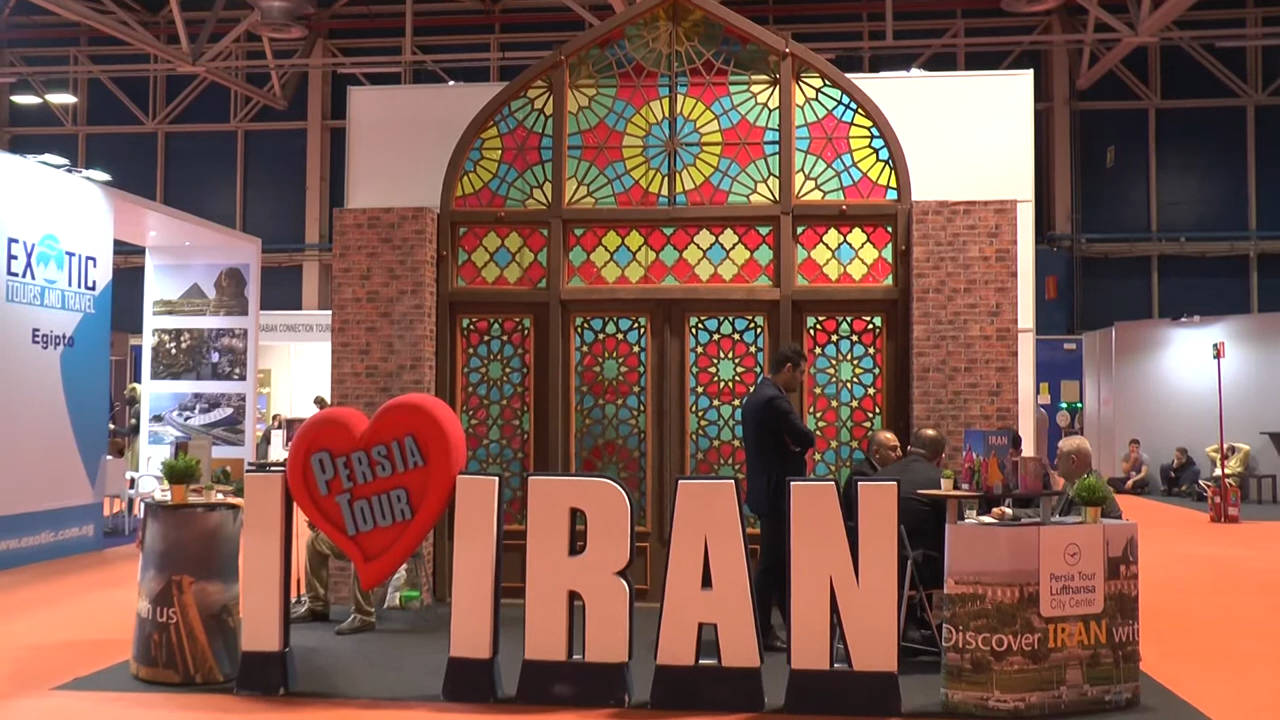 EXOTIC
TOURS AND TRAVEL
Egipto
www.exotic.com.eg
ARABIAN CONNECTION TOURS
I
PERSIA
TOUR
IRAN
with us
IRAN
Persia Tour
Lufthansa
City Center
Discover IRAN wit